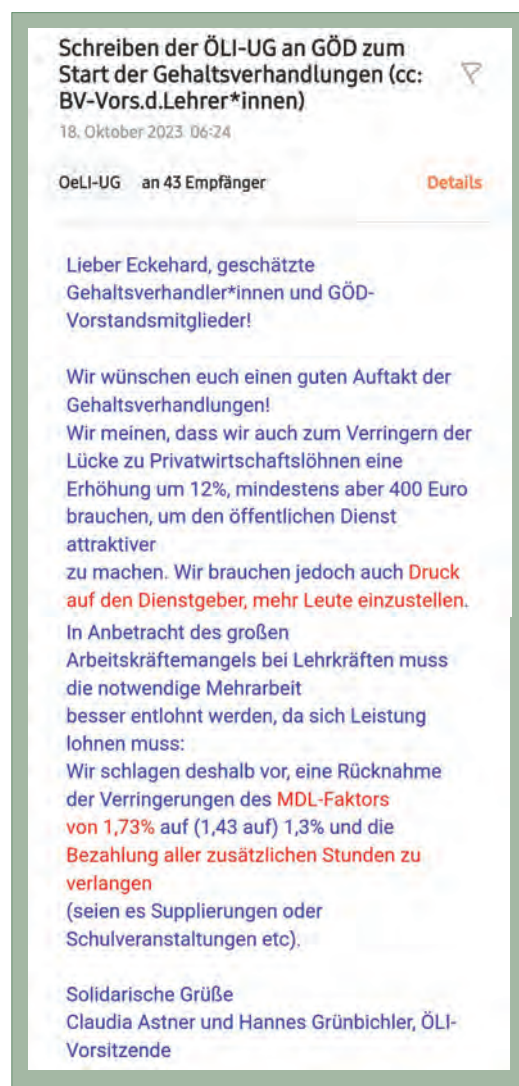 Schreiben der ÖLI-UG an GÖD zum
Start der Gehaltsverhandlungen (cc:
BV-Vors.d.Lehrer*innen)
18. Oktober 2023 06:24
OeLI-UG an 43 Empfänger Details
Lieber Eckehard, geschätzte
Gehaltsverhandler*innen und GÖD-
Vorstandsmitglieder!
Wir wünschen euch einen guten Auftakt der
Gehaltsverhandlungen!
Wir meinen, dass wir auch zum Verringern der
Lücke zu Privatwirtschaftslöhnen eine
Erhöhung um 12%, mindestens aber 400 Euro
brauchen, um den öffentlichen Dienst
attraktiver
zu machen. Wir brauchen jedoch auch Druck
auf den Dienstgeber, mehr Leute einzustellen.
In Anbetracht des großen
Arbeitskräftemangels bei Lehrkräften muss
die notwendige Mehrarbeit
besser entlohnt werden, da sich Leistung
lohnen muss:
Wir schlagen deshalb vor, eine Rücknahme
der Verringerungen des MDL-Faktors
von 1,73% auf (1,43 auf) 1,3% und die
Bezahlung aller zusätzlichen Stunden zu
verlangen
(seien es Supplierungen oder
Schulveranstaltungen etc).
Solidarische Grüße
Claudia Astner und Hannes Grünbichler, ÖLI-
Vorsitzende